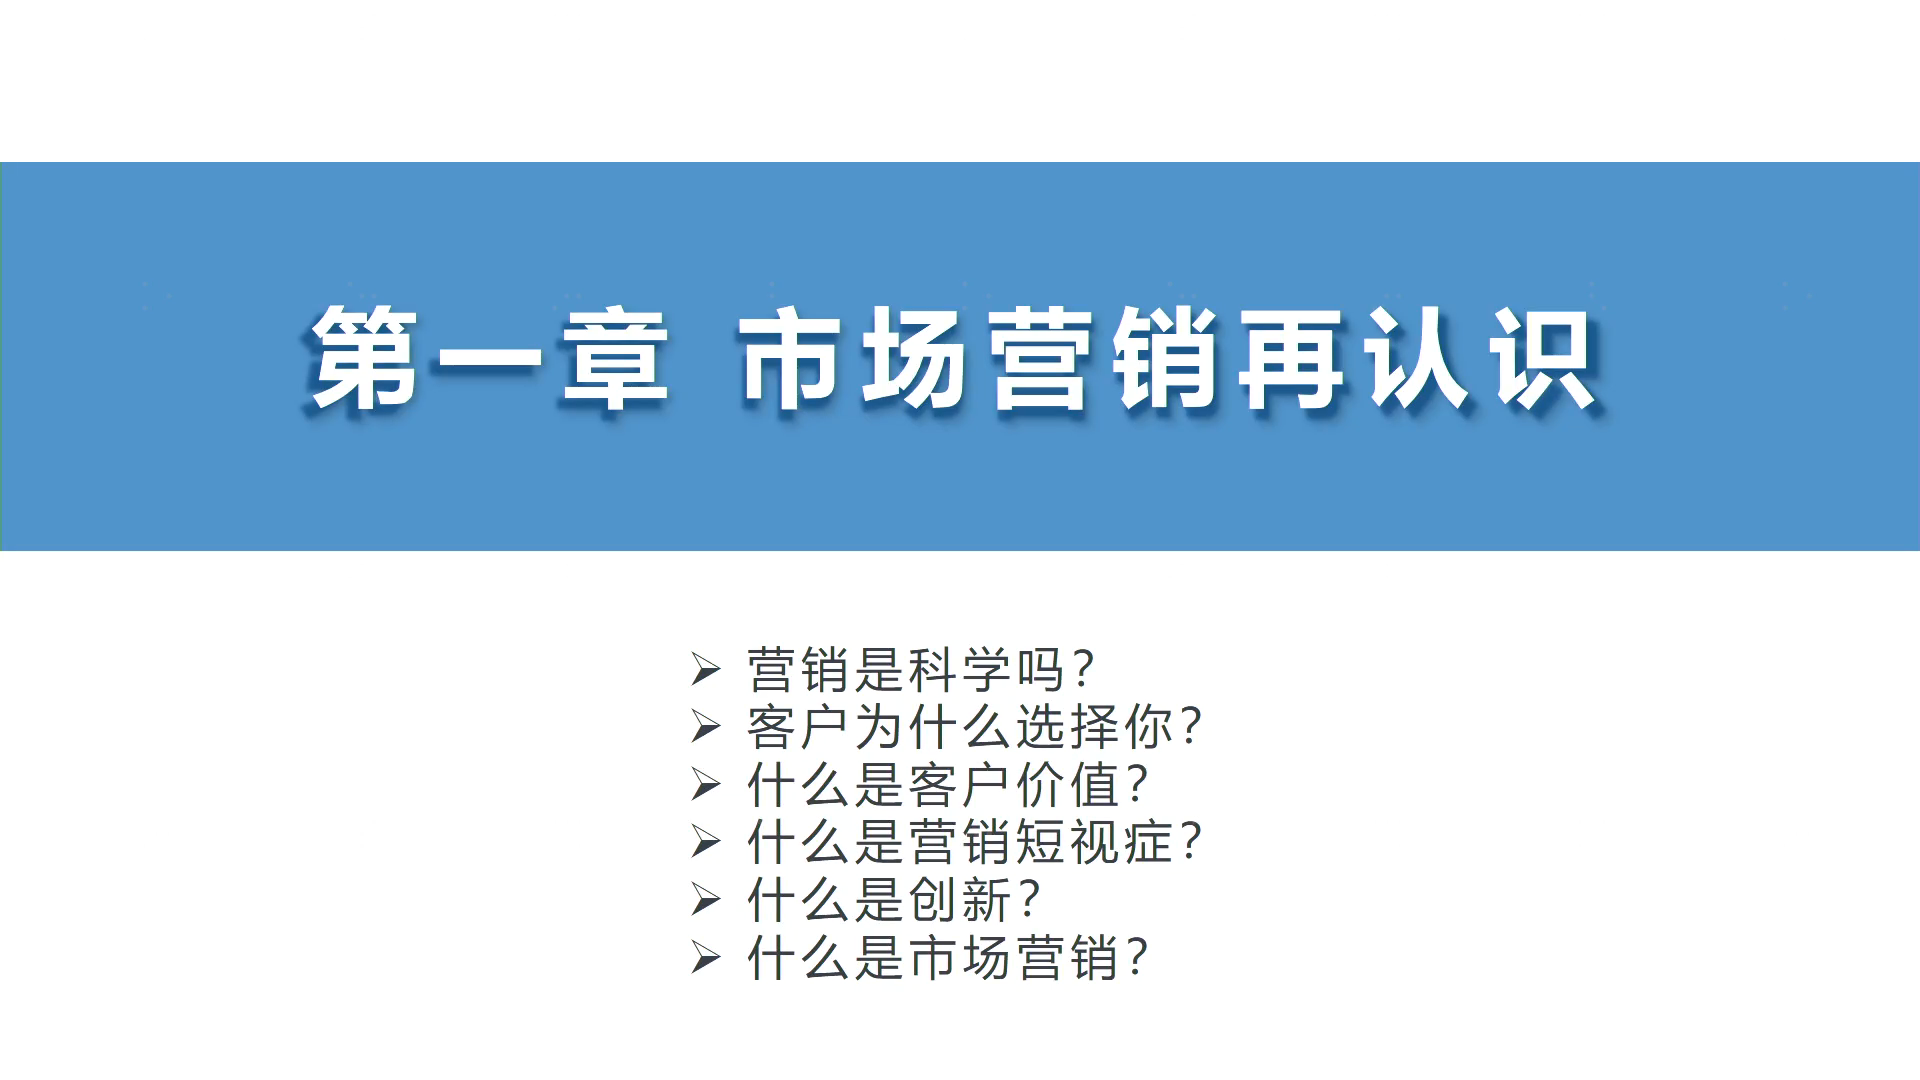 第一章 市场营销再认识
➢ 营销是科学吗？
➢ 客户为什么选择你？
➢ 什么是客户价值？
➢ 什么是营销短视症？
➢ 什么是创新？
➢ 什么是市场营销？